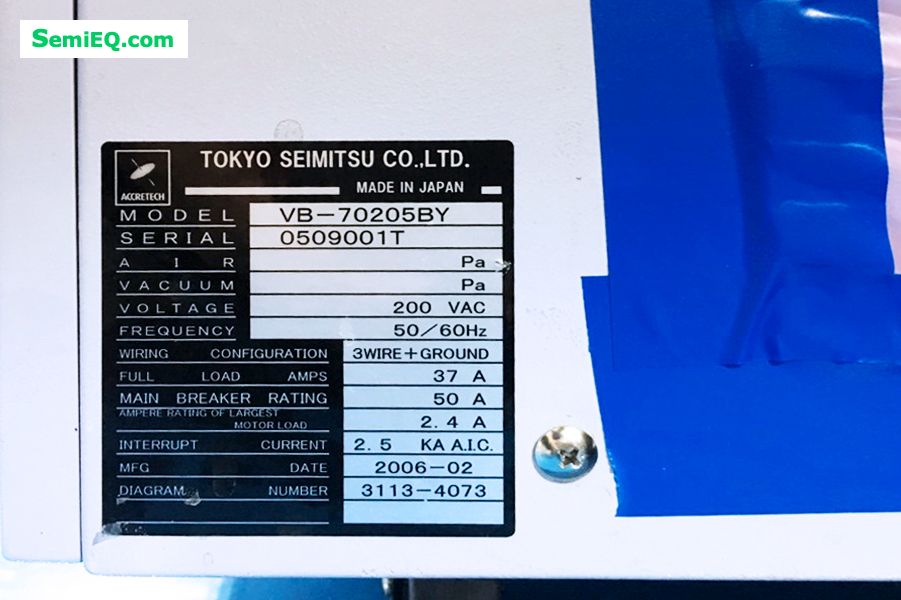 SemiEQ.com
TOKYO SEIMITSU CO.,LTD.
ACCRETECH
MADE IN JAPAN
MODEL VB-70205BY
SERIAL 0509001T
AIR Pa
VACUUM Pa
VOLTAGE 200 VAC
FREQUENCY 50/60Hz
WIRING CONFIGURATION 3WIRE+GROUND
FULL LOAD AMPS 37 A
MAIN BREAKER RATING 50 A
AMPERE RATING OF LARGEST
MOTOR LOAD 2.4 A
INTERRUPT CURRENT 2.5 KA A.I.C.
MFG DATE 2006-02
DIAGRAM NUMBER 3113-4073